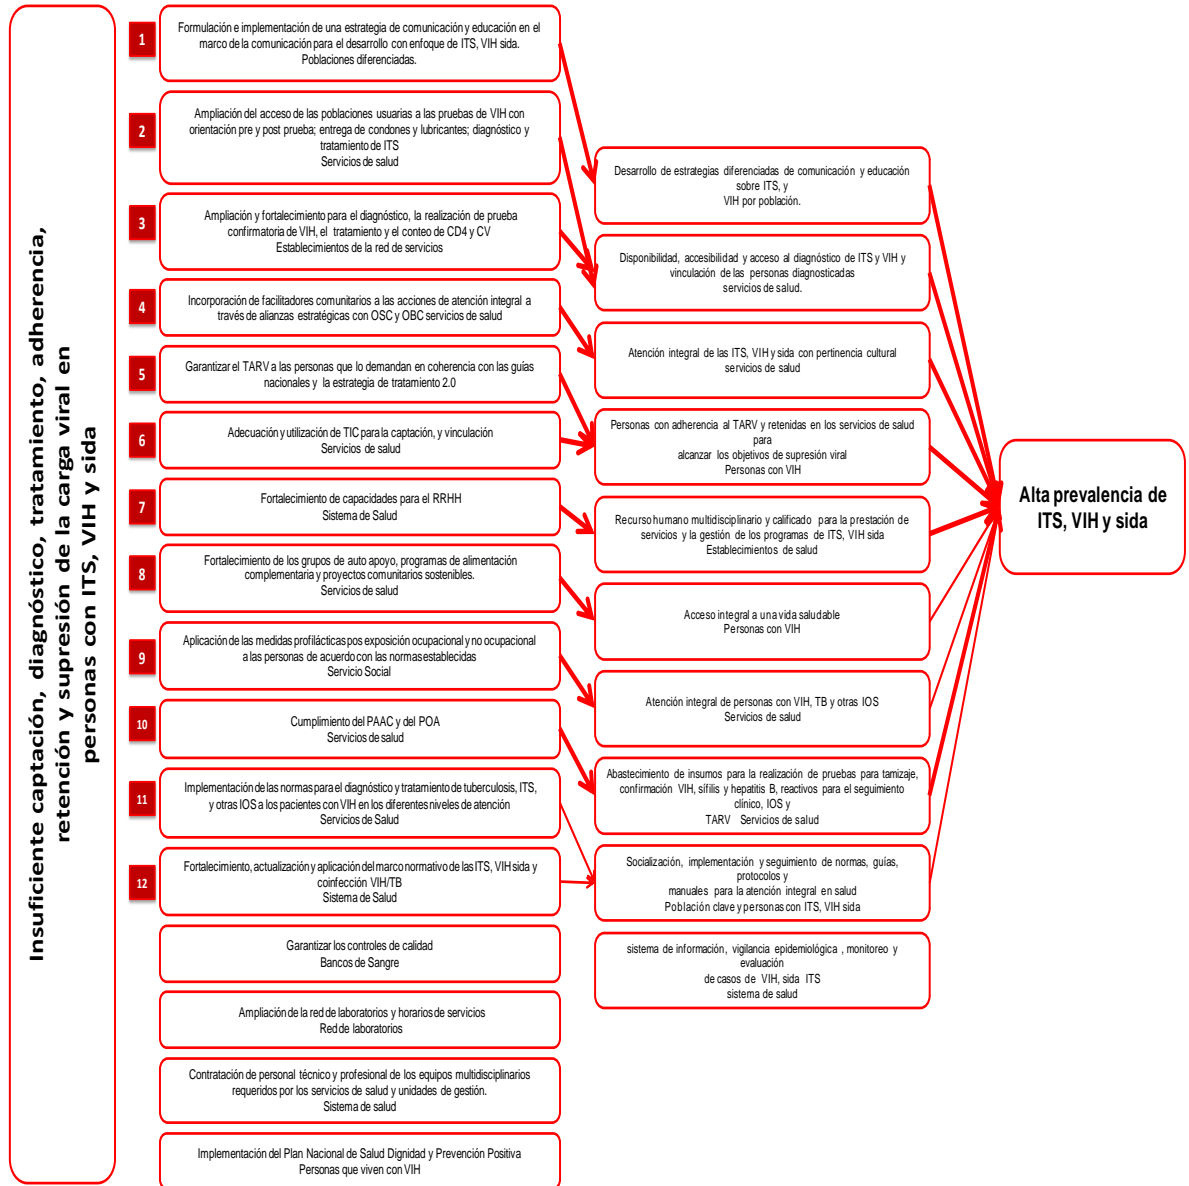 Insuficiente captación, diagnóstico, tratamiento, adherencia,
retención y supresión de la carga viral en
personas con ITS, VIH y sida
1
Formulación e implementación de una estrategia de comunicación y educación en el
marco de la comunicación para el desarrollo con enfoque de ITS, VIH sida.
Poblaciones diferenciadas.
2
Ampliación del acceso de las poblaciones usuarias a las pruebas de VIH con
orientación pre y post prueba; entrega de condones y lubricantes; diagnóstico y
tratamiento de ITS
Servicios de salud
3
Ampliación y fortalecimiento para el diagnóstico, la realización de prueba
confirmatoria de VIH, el tratamiento y el conteo de CD4 y CV
Establecimientos de la red de servicios
4
Incorporación de facilitadores comunitarios a las acciones de atención integral a
través de alianzas estratégicas con OSC y OBC servicios de salud
5
Garantizar el TARV a las personas que lo demandan en coherencia con las guías
nacionales y la estrategia de tratamiento 2.0
6
Adecuación y utilización de TIC para la captación, y vinculación
Servicios de salud
7
Fortalecimiento de capacidades para el RRHH
Sistema de Salud
8
Fortalecimiento de los grupos de auto apoyo, programas de alimentación
complementaria y proyectos comunitarios sostenibles.
Servicios de salud
9
Aplicación de las medidas profilácticas pos exposición ocupacional y no ocupacional
a las personas de acuerdo con las normas establecidas
Servicio Social
10
Cumplimiento del PAAC y del POA
Servicios de salud
11
Implementación de las normas para el diagnóstico y tratamiento de tuberculosis, ITS,
y otras IOS a los pacientes con VIH en los diferentes niveles de atención
Servicios de Salud
12
Fortalecimiento, actualización y aplicación del marco normativo de las ITS, VIH sida y
coinfección VIH/TB
Sistema de Salud
Garantizar los controles de calidad
Bancos de Sangre
Ampliación de la red de laboratorios y horarios de servicios
Red de laboratorios
Contratación de personal técnico y profesional de los equipos multidisciplinarios
requeridos por los servicios de salud y unidades de gestión.
Sistema de salud
Implementación del Plan Nacional de Salud Dignidad y Prevención Positiva
Personas que viven con VIH
Desarrollo de estrategias diferenciadas de comunicación y educación
sobre ITS, y
VIH por población.
Disponibilidad, accesibilidad y acceso al diagnóstico de ITS y VIH y
vinculación de las personas diagnosticadas
servicios de salud.
Atención integral de las ITS, VIH y sida con pertinencia cultural
servicios de salud
Personas con adherencia al TARV y retenidas en los servicios de salud
para
alcanzar los objetivos de supresión viral
Personas con VIH
Recurso humano multidisciplinario y calificado para la prestación de
servicios y la gestión de los programas de ITS, VIH sida
Establecimientos de salud
Acceso integral a una vida saludable
Personas con VIH
Atención integral de personas con VIH, TB y otras IOS
Servicios de salud
Abastecimiento de insumos para la realización de pruebas para tamizaje,
confirmación VIH, sífilis y hepatitis B, reactivos para el seguimiento
clínico, IOS y
TARV Servicios de salud
Socialización, implementación y seguimiento de normas, guías,
protocolos y
manuales para la atención integral en salud
Población clave y personas con ITS, VIH sida
sistema de información, vigilancia epidemiológica , monitoreo y
evaluación
de casos de VIH, sida ITS
sistema de salud
Alta prevalencia de
ITS, VIH y sida